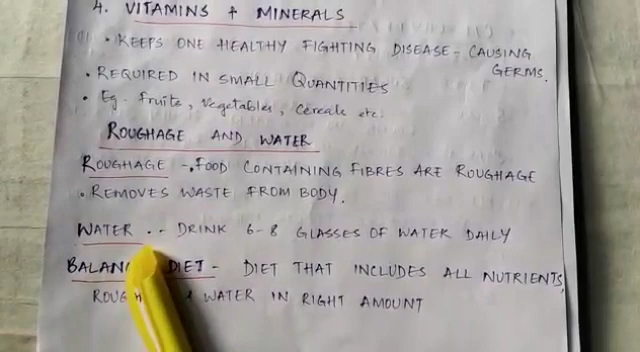 4. VITAMINS + MINERALS
• KEEPS ONE HEALTHY FIGHTING DISEASE - CAUSING
GERMS.
• REQUIRED IN SMALL QUANTITIES
• Eg - Fruits, Vegetables, Cereals etc.
ROUGHAGE AND WATER
ROUGHAGE -. FOOD CONTAINING FIBRES ARE ROUGHAGE
• REMOVES WASTE FROM BODY.
WATER .- DRINK 6-8 GLASSES OF WATER DAILY
DIET - DIET THAT INCLUDES ALL NUTRIENTS,
WATER IN RIGHT AMOUNT